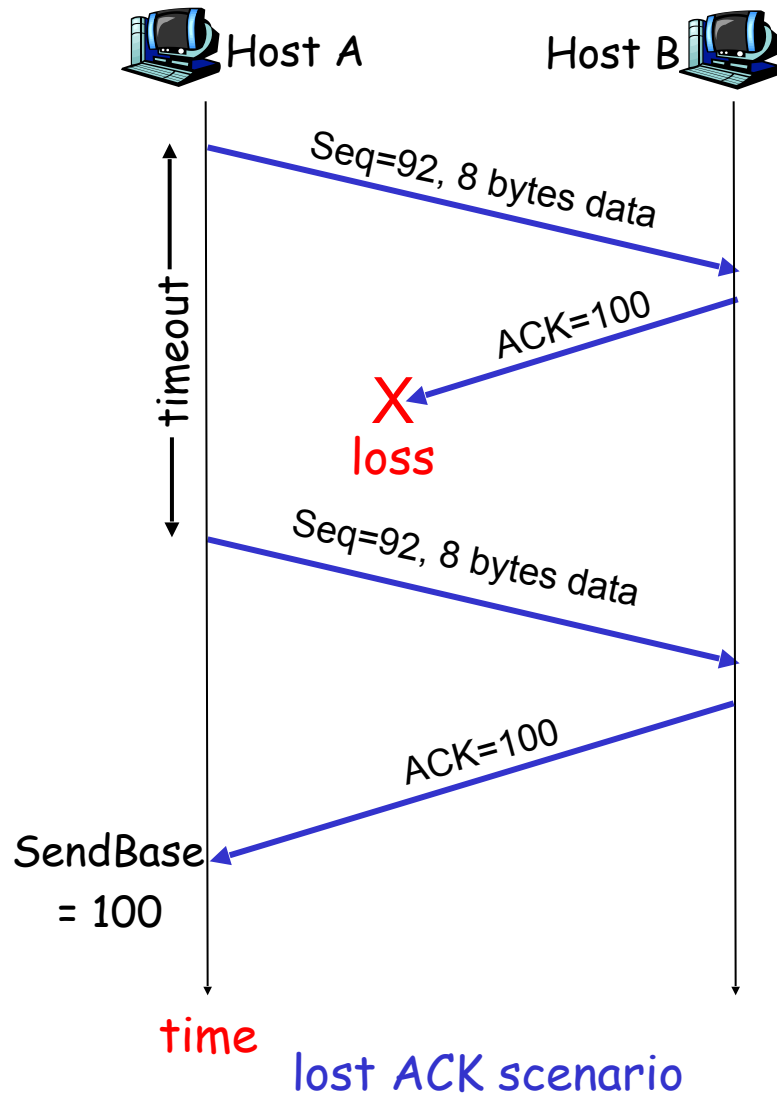 Host A
Host B
Seq=92, 8 bytes data
timeout
ACK=100
X
loss
Seq=92, 8 bytes data
ACK=100
SendBase
= 100
time
lost ACK scenario